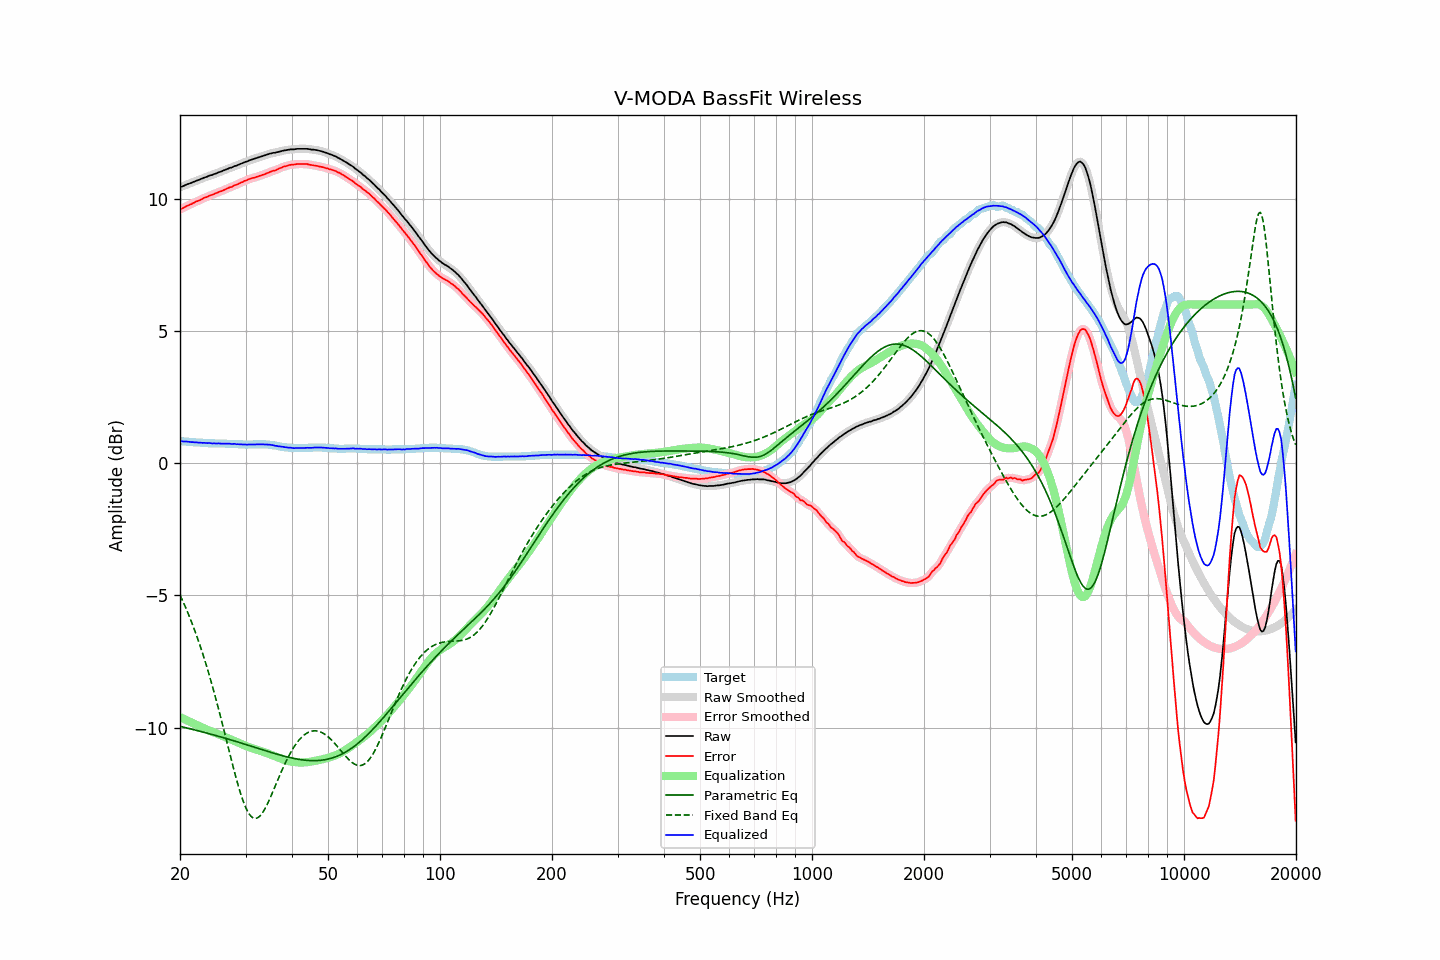 V-MODA BassFit Wireless
Amplitude (dBr)
10
5
0
−5
−10
Target
Raw Smoothed
Error Smoothed
Raw
Error
Equalization
Parametric Eq
Fixed Band Eq
Equalized
20 50 100 200 500 1000 2000 5000 10000 20000
Frequency (Hz)